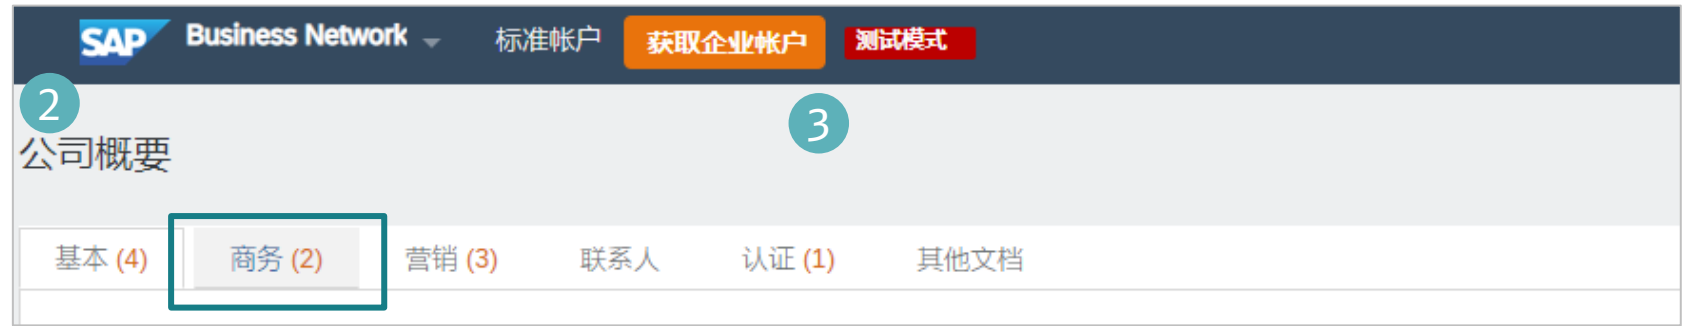 SAP Business Network 标准帐户 获取企业帐户 测试模式
2
3
公司概要
基本 (4) 商务 (2) 营销 (3) 联系人 认证 (1) 其他文档